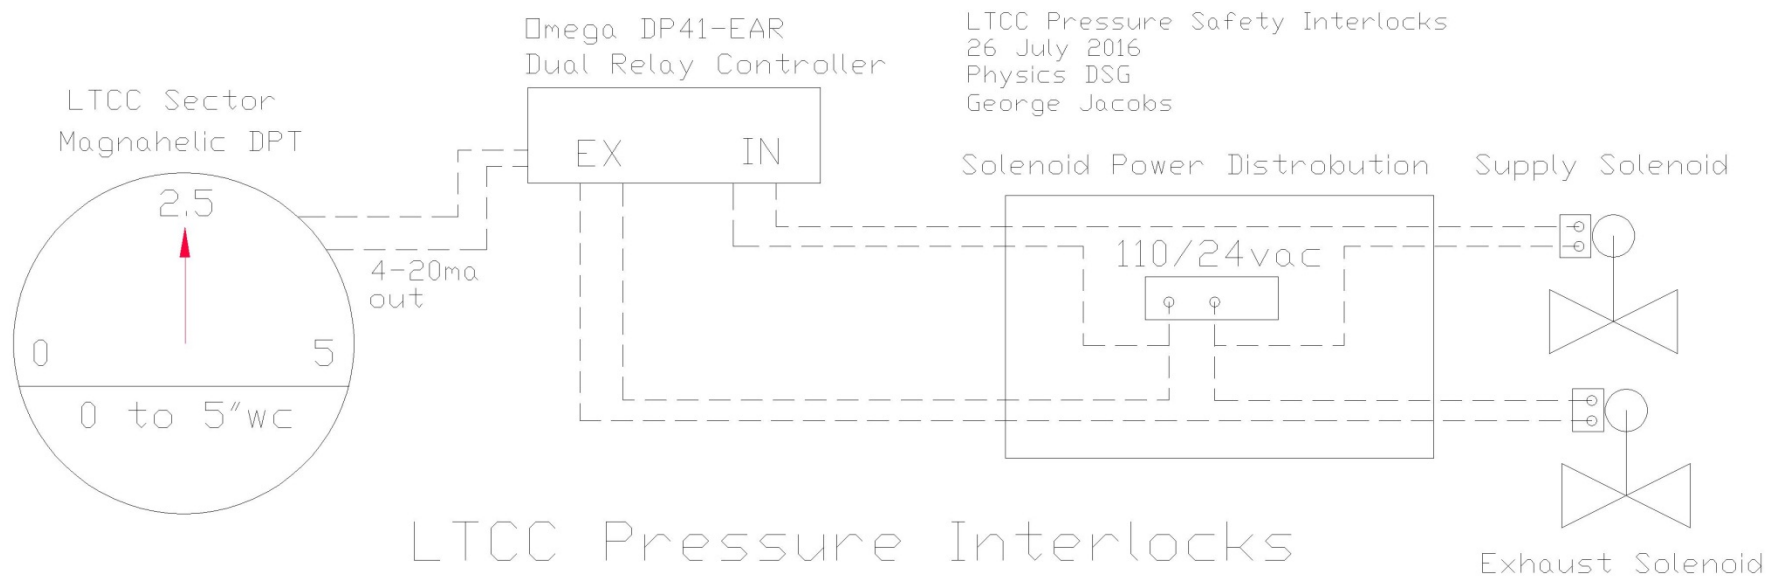 Omega DP41-EAR
Dual Relay Controller
LTCC Pressure Safety Interlocks
26 July 2016
Physics DSG
George Jacobs
LTCC Sector
Magnahelic DPT
EX
IN
Solenoid Power Distrobution
Supply Solenoid
2.5
110/24vac
4-20ma
out
0
5
0 to 5"wc
LTCC Pressure Interlocks
Exhaust Solenoid